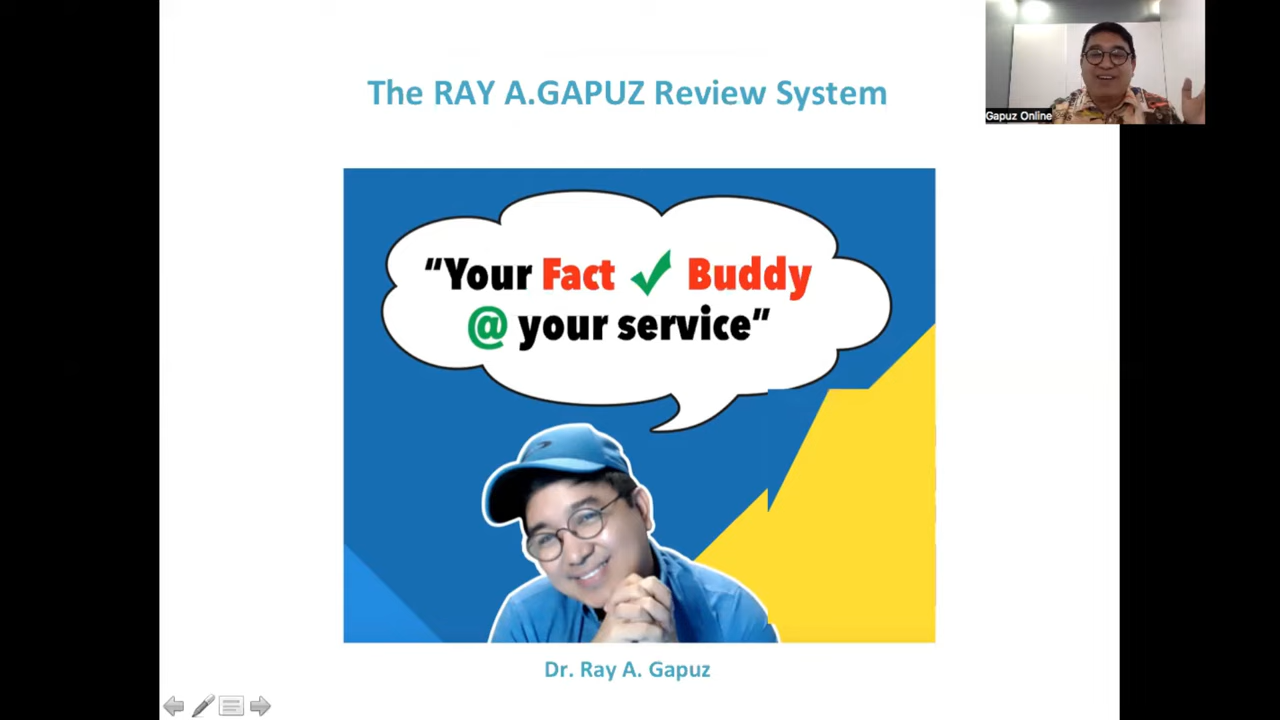 The RAY A.GAPUZ Review System
Gapuz Online
“Your Fact ✓ Buddy
@ your service”
Dr. Ray A. Gapuz